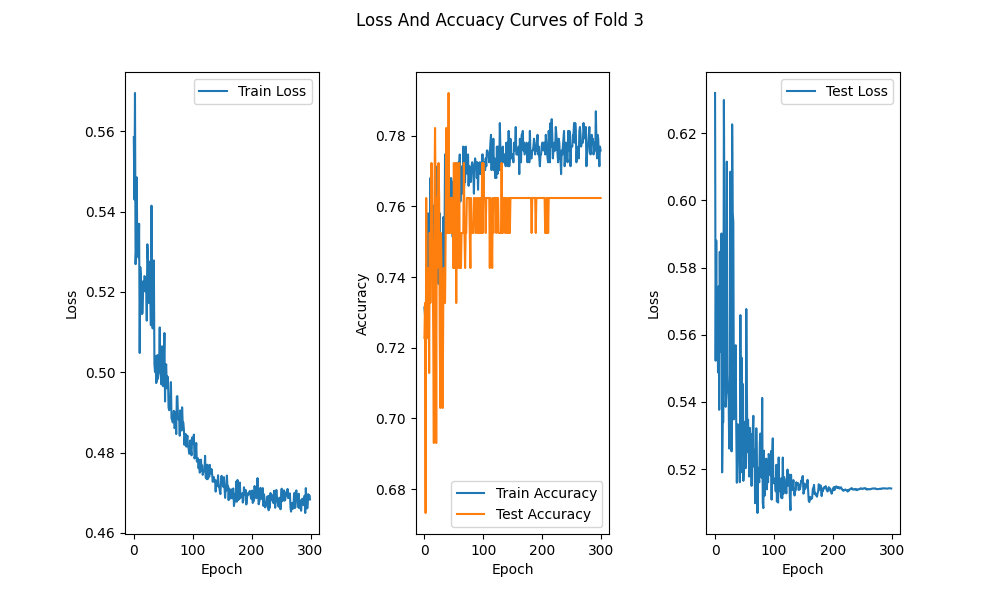 Loss And Accuacy Curves of Fold 3
Train Loss
0.56
0.54
0.52
0.50
0.48
0.46
Loss
0 100 200 300
Epoch
0.78
0.76
0.74
0.72
0.70
0.68
Accuracy
Train Accuracy
Test Accuracy
0 100 200 300
Epoch
Test Loss
0.62
0.60
0.58
0.56
0.54
0.52
Loss
0 100 200 300
Epoch